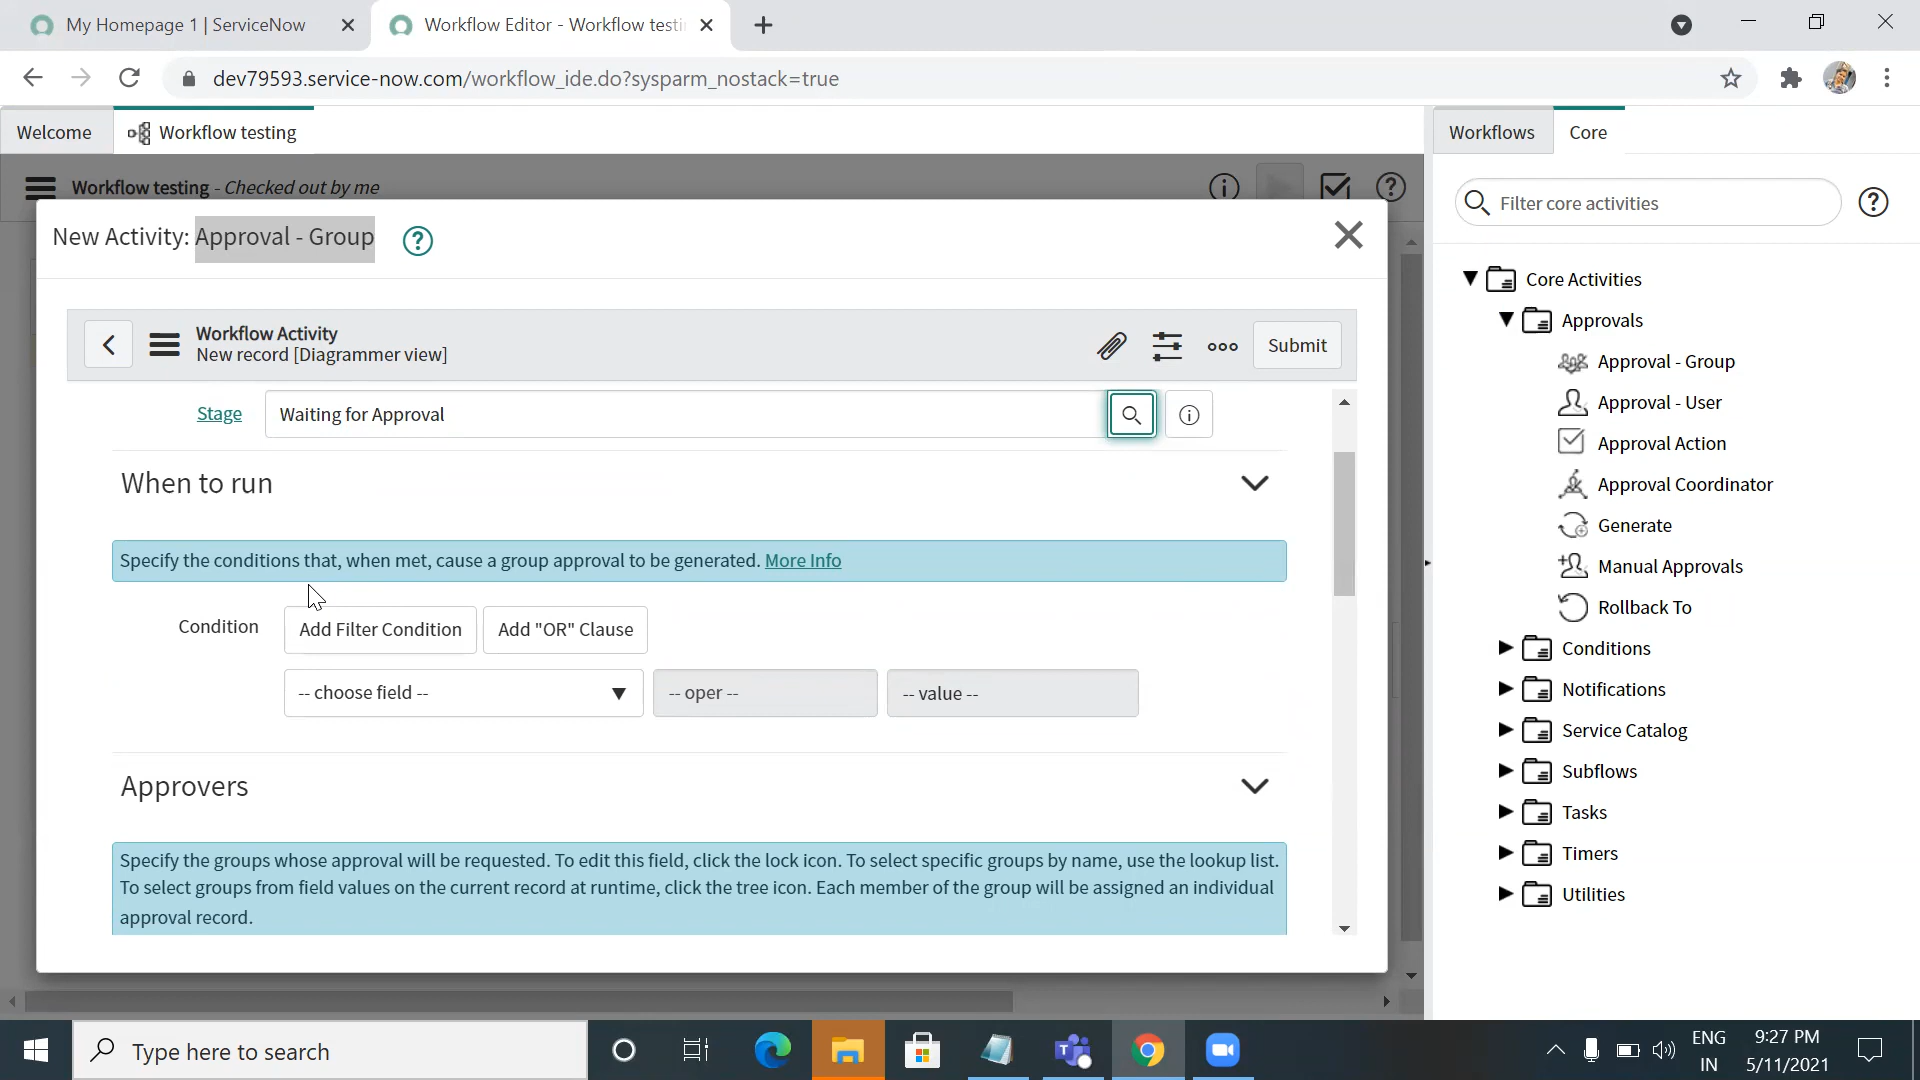 My Homepage 1 | ServiceNow
Workflow Editor - Workflow testin
dev79593.service-now.com/workflow_ide.do?sysparm_nostack=true
Welcome
Workflow testing
Workflows
Core
Workflow testing - Checked out by me
Filter core activities
New Activity: Approval - Group
Core Activities
Approvals
Workflow Activity
New record [Diagrammer view]
Submit
Approval - Group
Approval - User
Stage
Waiting for Approval
Approval Action
When to run
Approval Coordinator
Generate
Specify the conditions that, when met, cause a group approval to be generated. More Info
Manual Approvals
Rollback To
Condition
Add Filter Condition
Add "OR" Clause
Conditions
-- choose field --
-- oper --
-- value --
Notifications
Service Catalog
Approvers
Subflows
Tasks
Specify the groups whose approval will be requested. To edit this field, click the lock icon. To select specific groups by name, use the lookup list.
To select groups from field values on the current record at runtime, click the tree icon. Each member of the group will be assigned an individual
approval record.
Timers
Utilities
Type here to search
ENG
IN
9:27 PM
5/11/2021